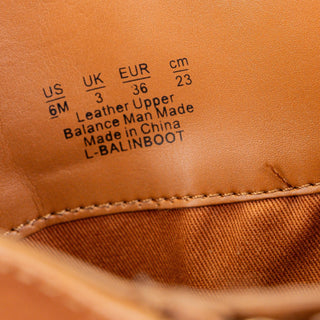 US UK EUR cm
6M 3 36 23
Leather Upper
Balance Man Made
Made in China
L-BALINBOOT